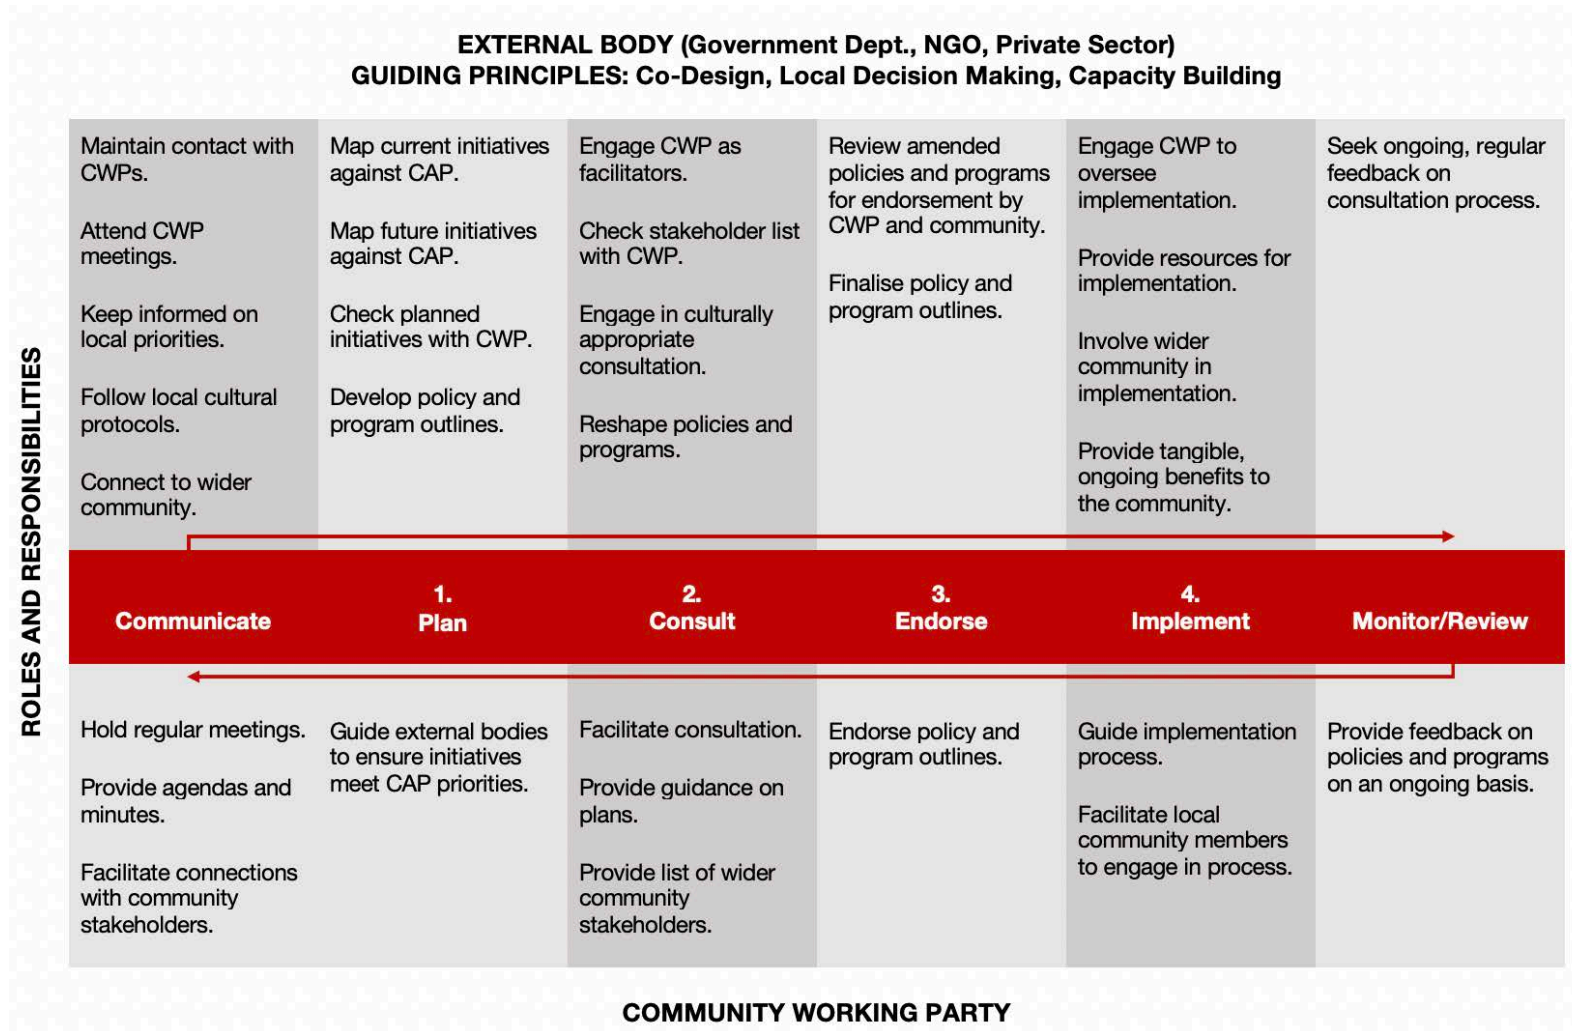 EXTERNAL BODY (Government Dept., NGO, Private Sector)
GUIDING PRINCIPLES: Co-Design, Local Decision Making, Capacity Building
ROLES AND RESPONSIBILITIES
Maintain contact with
CWPs.
Attend CWP
meetings.
Keep informed on
local priorities.
Follow local cultural
protocols.
Connect to wider
community.
Map current initiatives
against CAP.
Map future initiatives
against CAP.
Check planned
initiatives with CWP.
Develop policy and
program outlines.
Engage CWP as
facilitators.
Check stakeholder list
with CWP.
Engage in culturally
appropriate
consultation.
Reshape policies and
programs.
Review amended
policies and programs
for endorsement by
CWP and community.
Finalise policy and
program outlines.
Engage CWP to
oversee
implementation.
Provide resources for
implementation.
Involve wider
community in
implementation.
Provide tangible,
ongoing benefits to
the community.
Seek ongoing, regular
feedback on
consultation process.
Communicate
1.
Plan
2.
Consult
3.
Endorse
4.
Implement
Monitor/Review
Hold regular meetings.
Provide agendas and
minutes.
Facilitate connections
with community
stakeholders.
Guide external bodies
to ensure initiatives
meet CAP priorities.
Facilitate consultation.
Provide guidance on
plans.
Provide list of wider
community
stakeholders.
Endorse policy and
program outlines.
Guide implementation
process.
Facilitate local
community members
to engage in process.
Provide feedback on
policies and programs
on an ongoing basis.
COMMUNITY WORKING PARTY